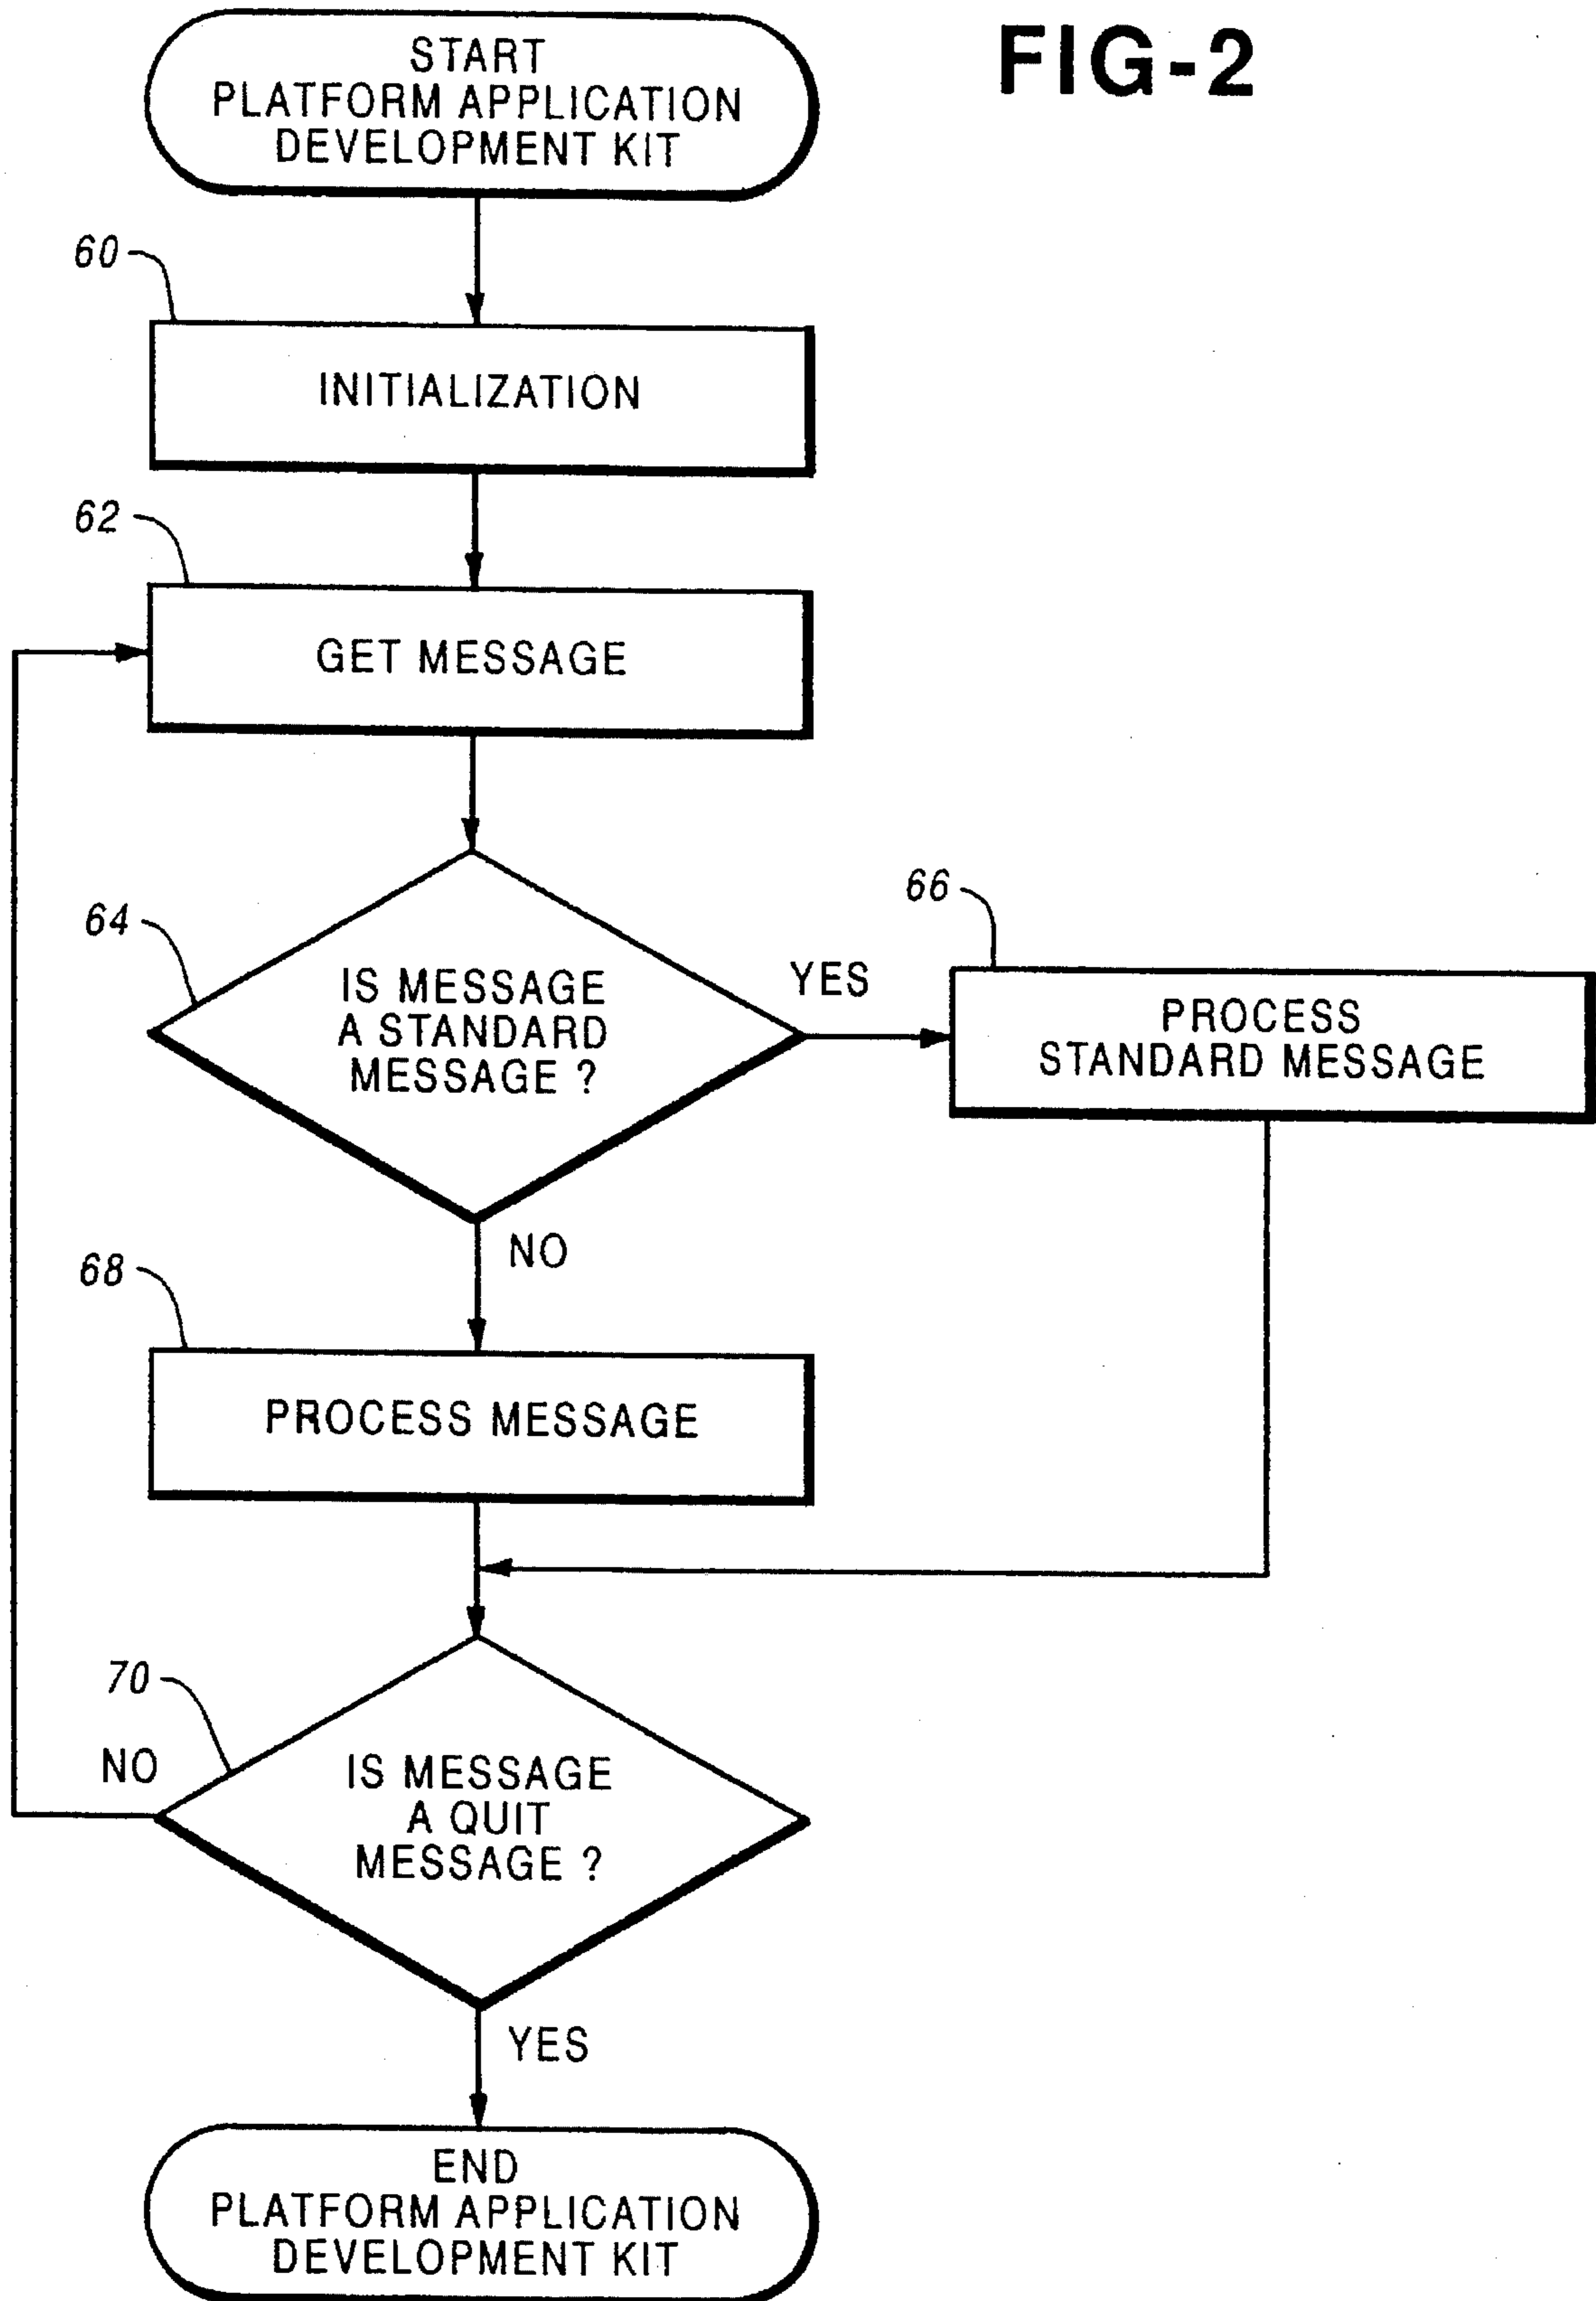 FIG-2
START
PLATFORM APPLICATION
DEVELOPMENT KIT
60
INITIALIZATION
62
GET MESSAGE
64
IS MESSAGE
A STANDARD
MESSAGE ?
YES
66
PROCESS
STANDARD MESSAGE
NO
68
PROCESS MESSAGE
70
NO
IS MESSAGE
A QUIT
MESSAGE ?
YES
END
PLATFORM APPLICATION
DEVELOPMENT KIT